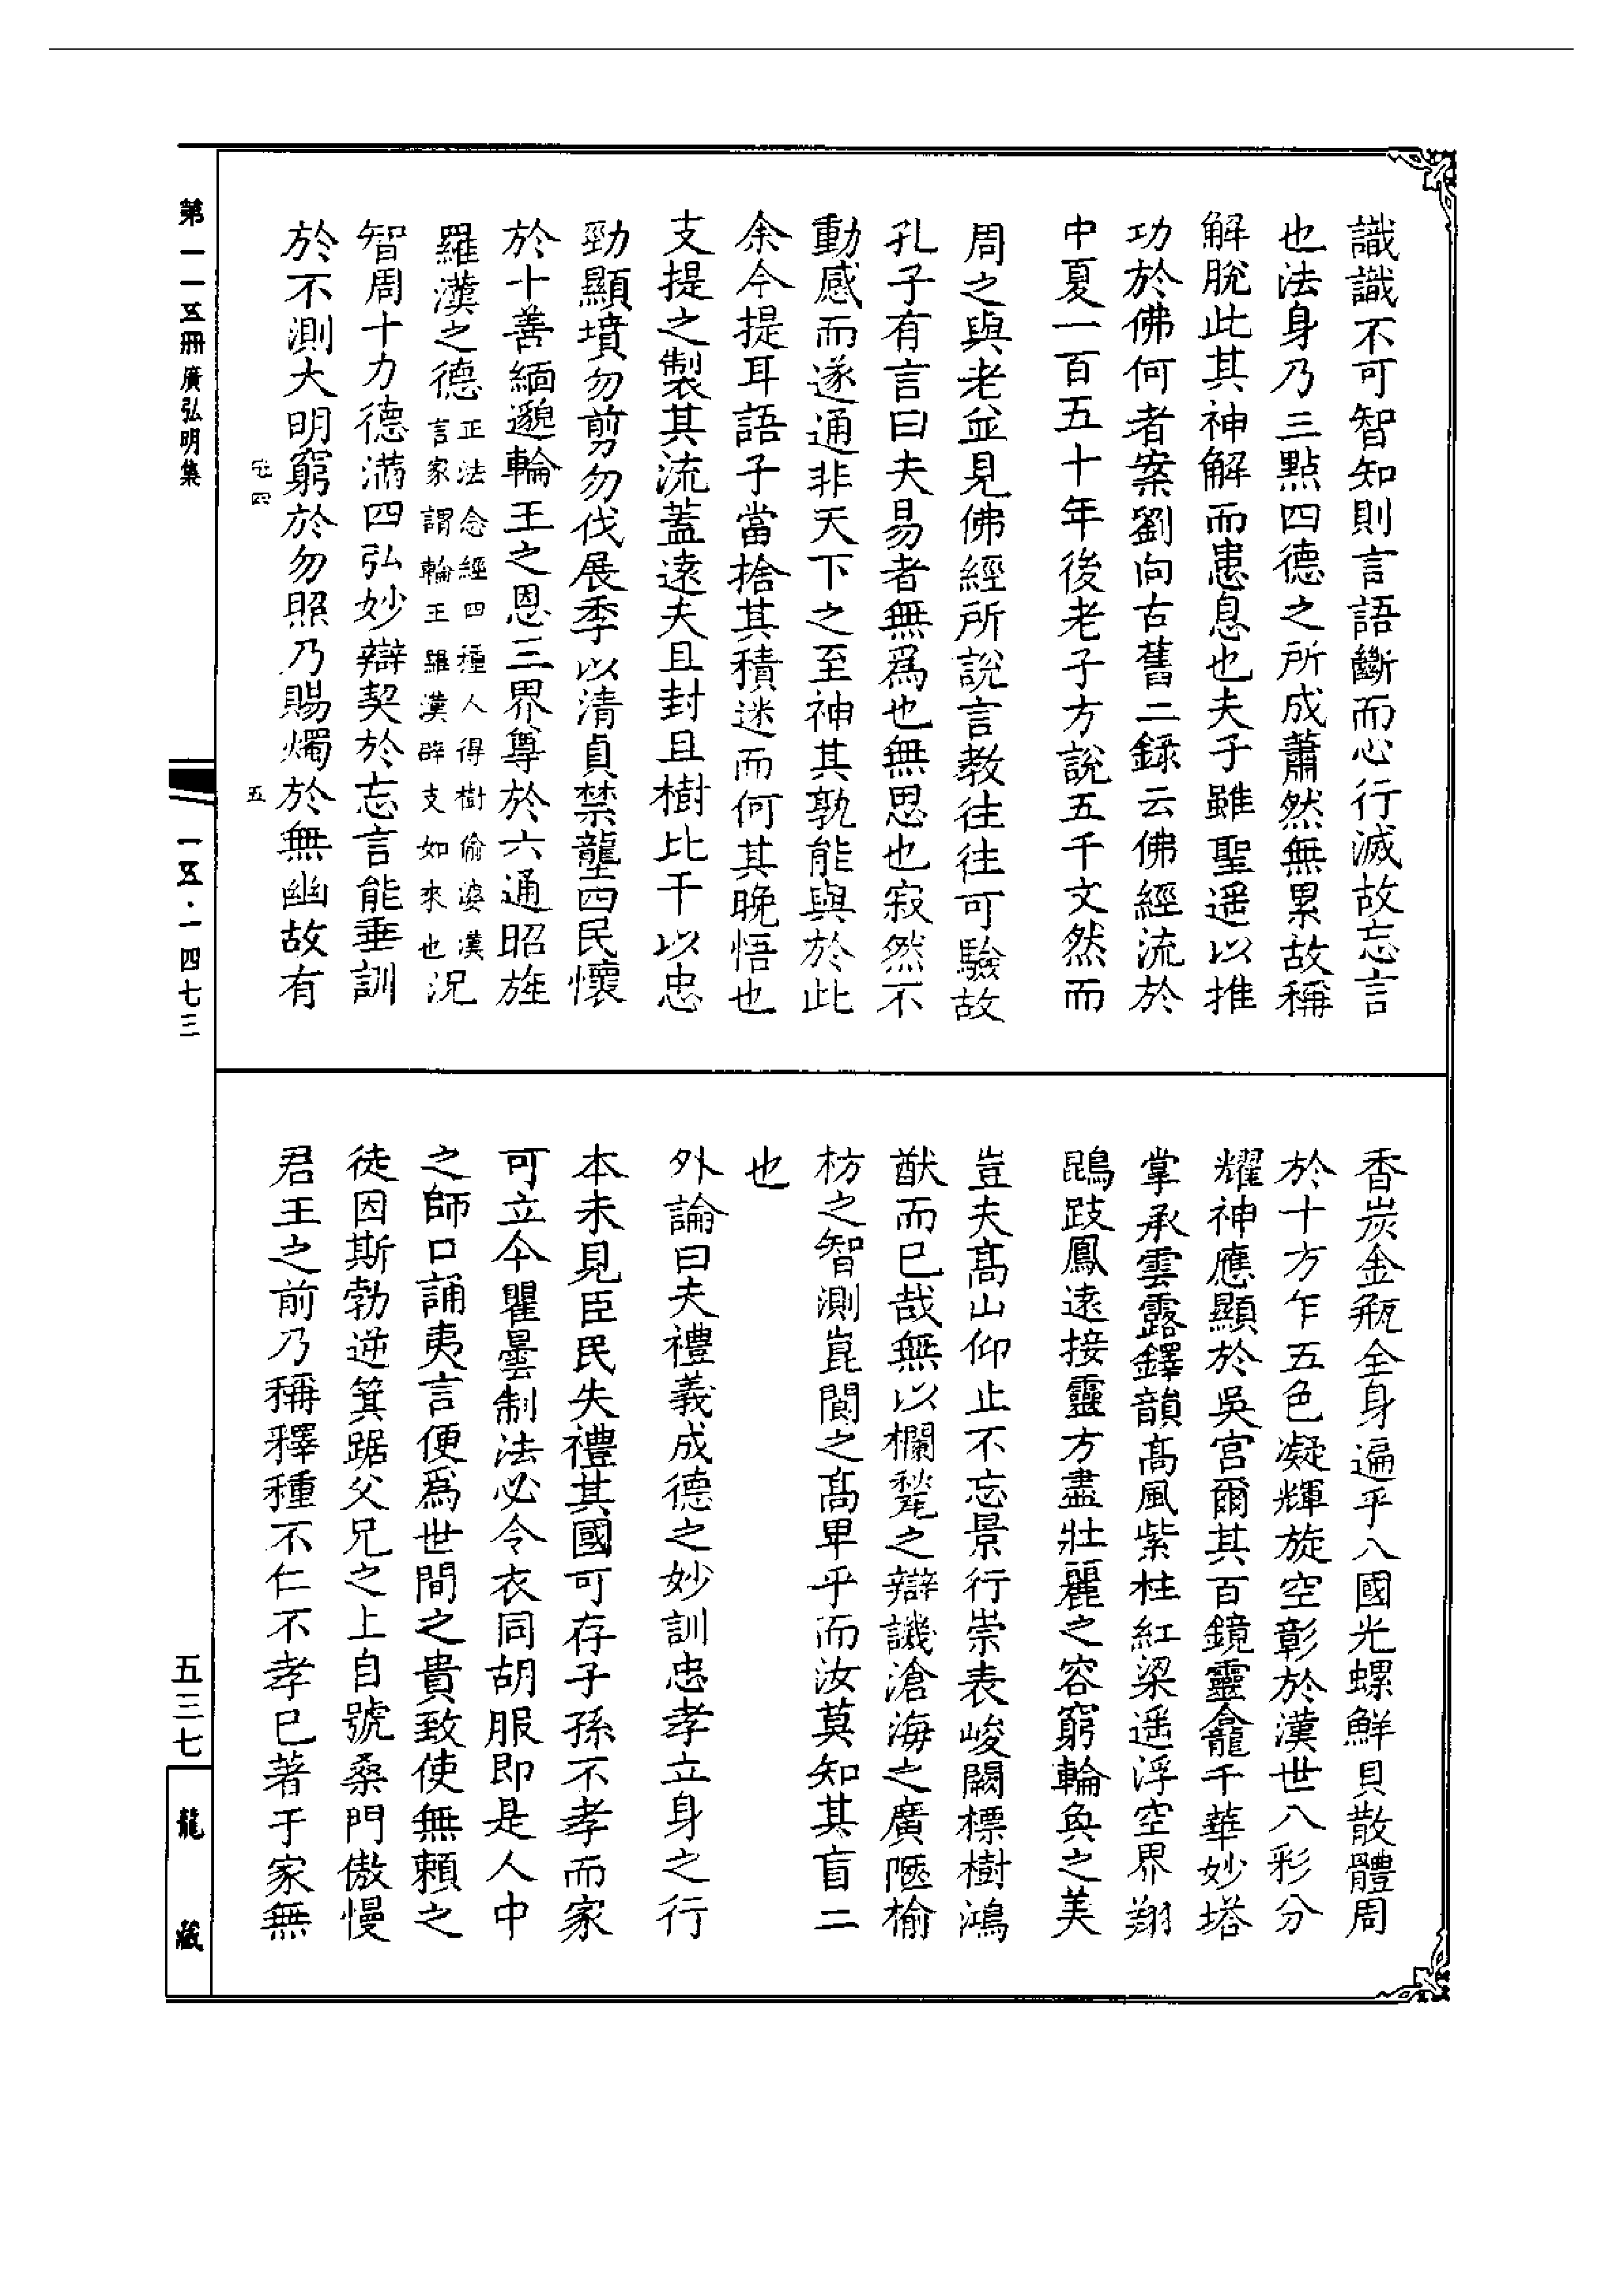 識識不可智知則言語斷而心行滅故忘言
也法身乃三點四德之所成蕭然無累故稱
解脫此其神解而患息也夫子雖聖遥以推
功於佛何者案劉向古舊二録云佛經流於
中夏一百五十年後老子方說五千文然而
周之與老並見佛經所說言教往往可驗故
孔子有言曰夫易者無爲也無思也寂然不
動感而遂通非天下之至神其孰能與於此
余今提耳語子當捨其積迷而何其晚悟也
支提之製其流蓋遠夫且封且樹比干以忠
勁顯墳勿剪勿伐展季以清貞禁壟四民懷
於十善緬邈輪王之恩三界尊於六通昭旌
羅漢之德正法念經四種人得樹偷婆漢言家謂輪王羅漢辟支如來也況
智周十力德滿四弘妙辯契於忘言能垂訓
於不測大明窮於勿照乃賜燭於無幽故有
香炭金瓶全身遍乎八國光螺鮮貝散體周
於十方乍五色凝輝旋空彰於漢世八彩分
耀神應顯於吳宫爾其百鏡靈龕千華妙塔
掌承雲露鐸韻髙風紫柱紅梁遥浮空界翔
鵾跂鳳遠接靈方盡壯麗之容窮輪奐之美
豈夫髙山仰止不忘景行崇表峻闕標樹鴻
猷而已哉無以欄甃之辯譏滄海之廣陋榆
枋之智測崑閬之髙卑乎而汝莫知其盲二
也
外論曰夫禮義成德之妙訓忠孝立身之行
本未見臣民失禮其國可存子孫不孝而家
可立今瞿曇制法必令衣同胡服即是人中
之師口誦夷言便爲世間之貴致使無賴之
徒因斯勃逆箕踞父兄之上自號桑門傲慢
君王之前乃稱釋種不仁不孝已著于家無
第一一五冊 廣弘明集
四
五
一五·一四七三
五三七
龍藏